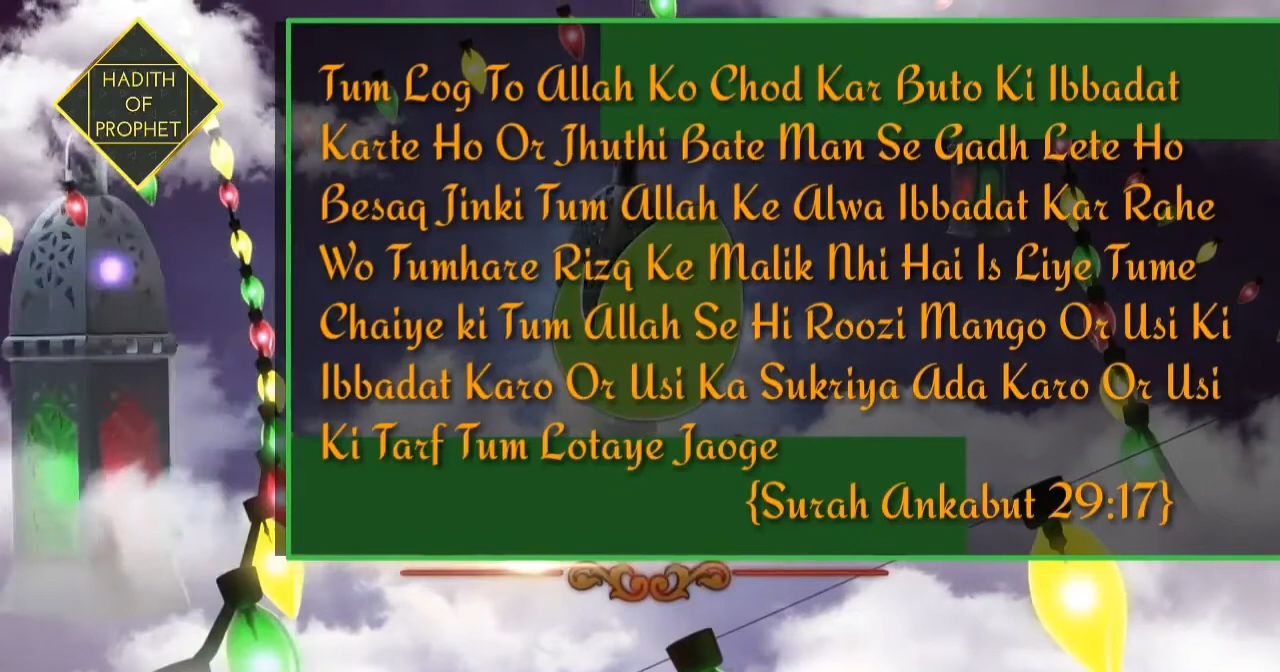 HADITH
OF
PROPHET
Tum Log To Allah Ko Chod Kar Buto Ki Ibbadat
Karte Ho Or Jhuthi Bate Man Se Gadh Lete Ho
Besaq Jinki Tum Allah Ke Alwa Ibbadat Kar Rahe
Wo Tumhare Rizq Ke Malik Nhi Hai Is Liye Tume
Chaiye ki Tum Allah Se Hi Roozi Mango Or Usi Ki
Ibbadat Karo Or Usi Ka Sukriya Ada Karo Or Usi
Ki Tarf Tum Lotaye Jaoge
{Surah Ankabut 29:17}